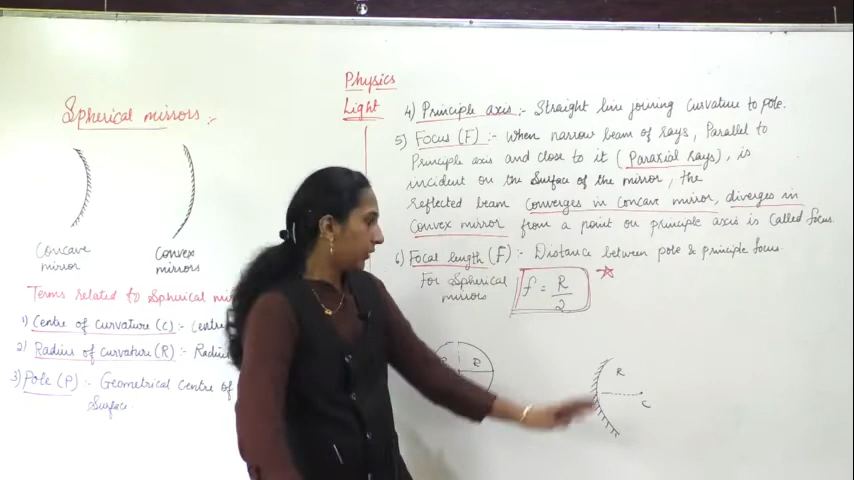 Physics
Light
Spherical mirrors :-
Concave
mirror
Convex
mirrors
Terms related to Spherical
1) Centre of curvature (c) :- Centre
2) Radius of curvature (R) :-
3) Pole (P) :- Geometrical Centre of
Surface.
4) Principle axis :- Straight line joining curvature to pole.
5) Focus (F) :- When narrow beam of rays, Parallel to
Principle axis and close to it (Paraxial rays), is
incident on the Surface of the mirror, the
reflected beam converges in concave mirror, diverges in
convex mirror from a point on principle axis is called focus.
6) Focal length (F) :- Distance between pole & principle focus.
For Spherical
mirrors
f = R/2
R
R
C